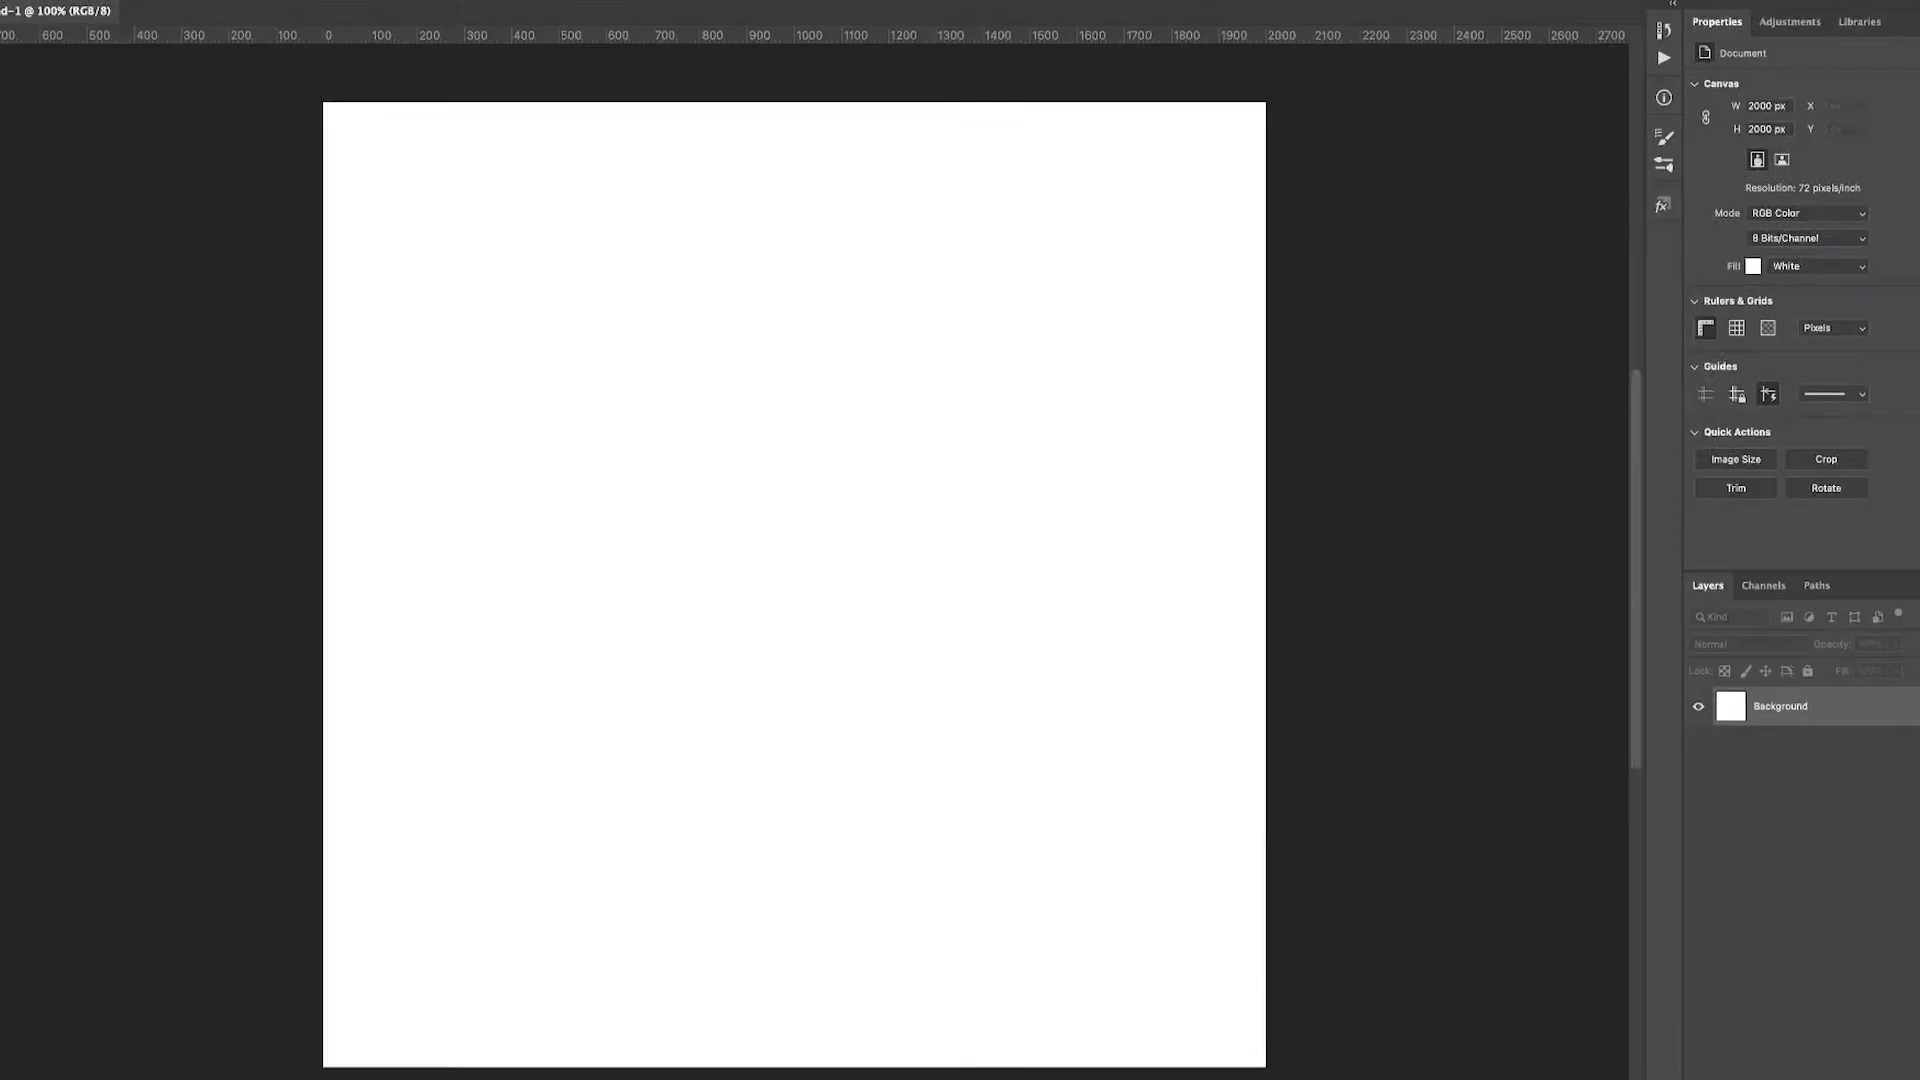 d-1 @ 100% (RGB/8)
600 500 400 300 200 100 0 100 200 300 400 500 600 700 800 900 1000 1100 1200 1300 1400 1500 1600 1700 1800 1900 2000 2100 2200 2300 2400 2500 2600 2700
Properties Adjustments Libraries
Document
Canvas
W 2000 px X
H 2000 px Y
Resolution: 72 pixels/inch
Mode RGB Color
8 Bits/Channel
Fill White
Rulers & Grids
Pixels
Guides
Quick Actions
Image Size Crop
Trim Rotate
Layers Channels Paths
Kind
Normal Opacity:
Lock: Fill:
Background